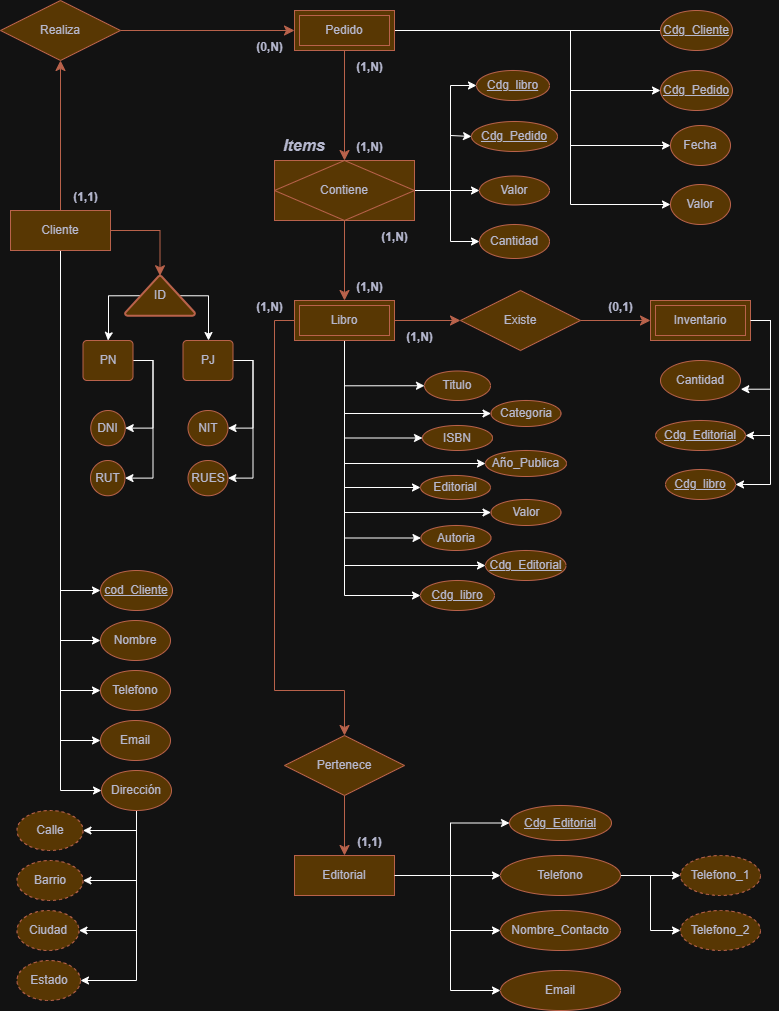 Realiza
Pedido
(0,N)
(1,N)
Cdg_Cliente
Cdg_Pedido
Fecha
Valor
Items
(1,N)
Contiene
Cdg_libro
Cdg_Pedido
Valor
Cantidad
(1,1)
Cliente
(1,N)
ID
PN
PJ
DNI
NIT
RUT
RUES
(1,N)
(1,N)
Libro
(1,N)
Existe
(0,1)
Inventario
Cantidad
Cdg_Editorial
Cdg_libro
Titulo
Categoria
ISBN
Año_Publica
Editorial
Valor
Autoria
Cdg_Editorial
Cdg_libro
cod_Cliente
Nombre
Telefono
Email
Dirección
Calle
Barrio
Ciudad
Estado
Pertenece
(1,1)
Editorial
Cdg_Editorial
Telefono
Telefono_1
Telefono_2
Nombre_Contacto
Email